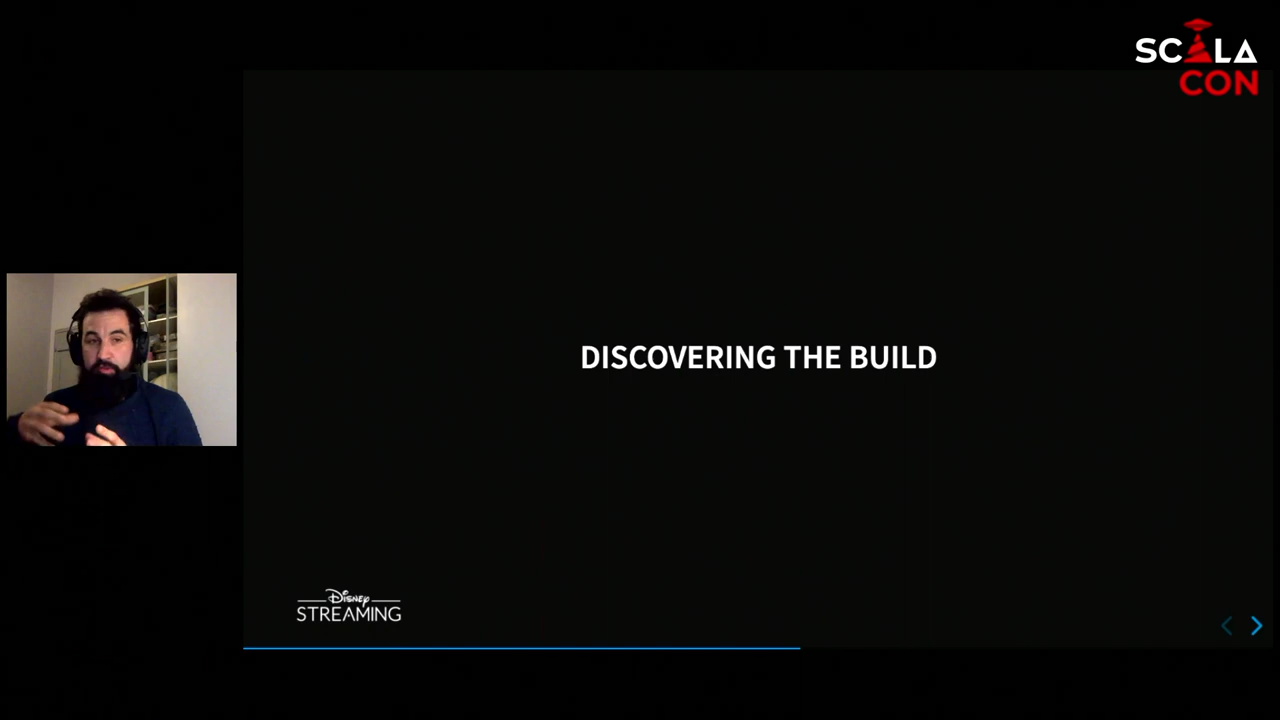 SCALA
CON
DISCOVERING THE BUILD
Disney
STREAMING